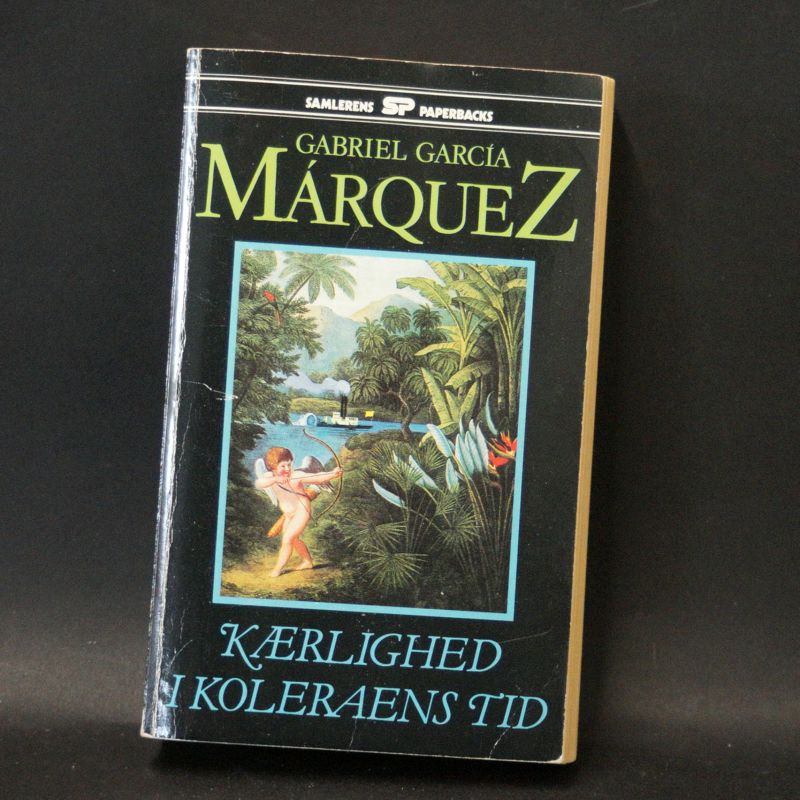 SAMLERENS SP PAPERBACKS
GABRIEL GARCÍA
MÁRQUEZ
KÆRLIGHED
I KOLERAENS TID